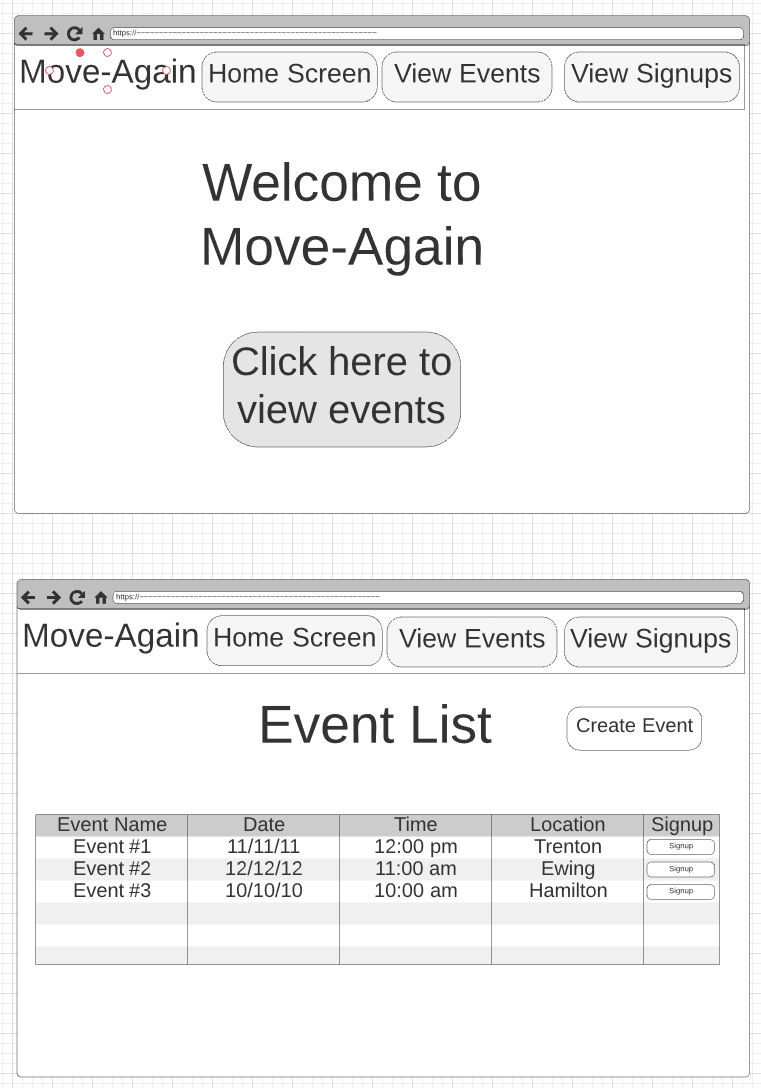 https://
Move-Again Home Screen View Events View Signups
Welcome to
Move-Again
Click here to
view events
https://
Move-Again Home Screen View Events View Signups
Event List Create Event
Event Name Date Time Location Signup
Event #1 11/11/11 12:00 pm Trenton Signup
Event #2 12/12/12 11:00 am Ewing Signup
Event #3 10/10/10 10:00 am Hamilton Signup